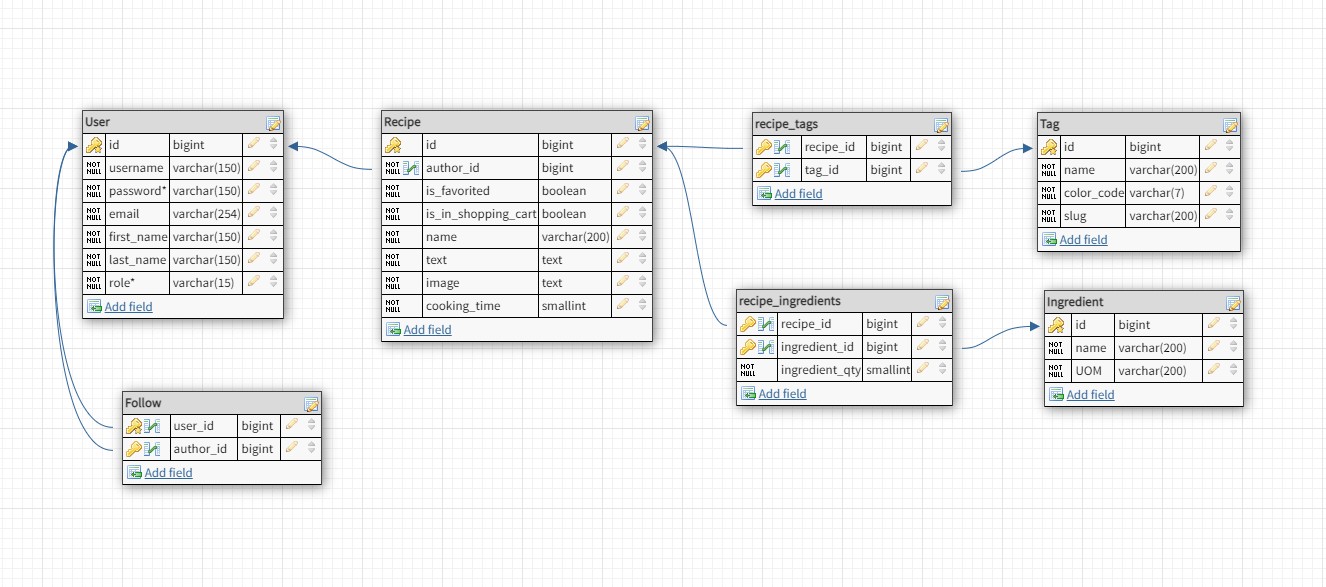 User
id bigint
NOT NULL username varchar(150)
NOT NULL password* varchar(150)
NOT NULL email varchar(254)
NOT NULL first_name varchar(150)
NOT NULL last_name varchar(150)
NOT NULL role* varchar(15)
Add field
Recipe
id bigint
NOT NULL author_id bigint
NOT NULL is_favorited boolean
NOT NULL is_in_shopping_cart boolean
NOT NULL name varchar(200)
NOT NULL text text
NOT NULL image text
NOT NULL cooking_time smallint
Add field
recipe_tags
recipe_id bigint
tag_id bigint
Add field
Tag
id bigint
NOT NULL name varchar(200)
NOT NULL color_code varchar(7)
NOT NULL slug varchar(200)
Add field
recipe_ingredients
recipe_id bigint
ingredient_id bigint
NOT NULL ingredient_qty smallint
Add field
Ingredient
id bigint
NOT NULL name varchar(200)
NOT NULL UOM varchar(200)
Add field
Follow
user_id bigint
author_id bigint
Add field